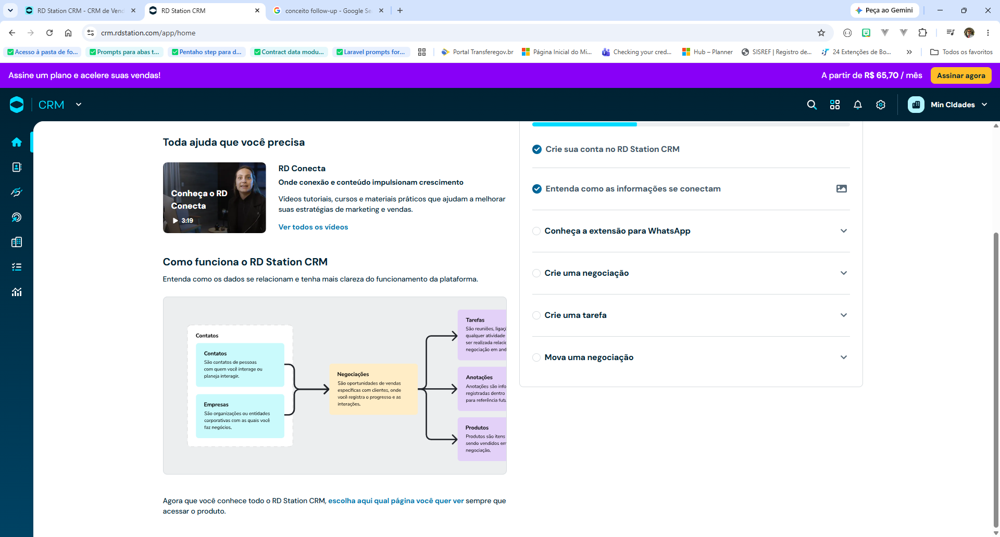 RD Station CRM - CRM de Vend
RD Station CRM
conceito follow-up - Google Se
Peça ao Gemini
crm.rdstation.com/app/home
Acesso à pasta de fo...
Prompts para abas t...
Pentaho step para d...
Contract data modu...
Laravel prompts for...
Portal Transferegov.br
Página Inicial do Mi...
Checking your cred...
Hub – Planner
SISREF | Registro de...
24 Extenções de Bo...
Todos os favoritos
Assine um plano e acelere suas vendas!
A partir de R$ 65,70 / mês
Assinar agora
CRM
Min CIdades
Toda ajuda que você precisa
Conheça o RD
Conecta
3:19
RD Conecta
Onde conexão e conteúdo impulsionam crescimento
Vídeos tutoriais, cursos e materiais práticos que ajudam a melhorar
suas estratégias de marketing e vendas.
Ver todos os vídeos
Como funciona o RD Station CRM
Entenda como os dados se relacionam e tenha mais clareza do funcionamento da plataforma.
Contatos
Contatos
São contatos de pessoas
com quem você interage ou
planeja interagir.
Empresas
São organizações ou entidades
corporativas com as quais você
faz negócios.
Negociações
São oportunidades de vendas
específicas com clientes, onde
você registra o progresso e as
interações.
Tarefas
São reuniões, ligaç
qualquer atividade
ser realizada relaci
negociação em and
Anotações
Anotações são info
registradas dentro
para referência futu
Produtos
Produtos são itens
sendo vendidos em
negociação.
Agora que você conhece todo o RD Station CRM, escolha aqui qual página você quer ver sempre que
acessar o produto.
Crie sua conta no RD Station CRM
Entenda como as informações se conectam
Conheça a extensão para WhatsApp
Crie uma negociação
Crie uma tarefa
Mova uma negociação